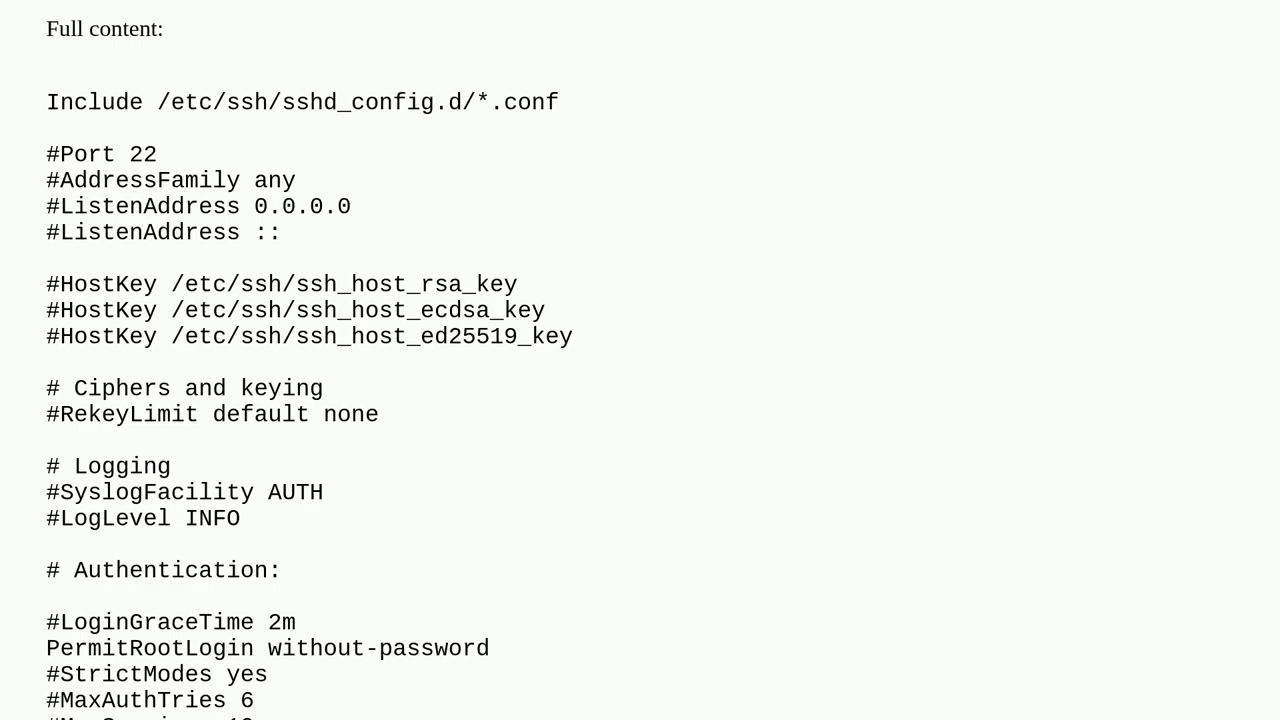 Full content:
Include /etc/ssh/sshd_config.d/*.conf
#Port 22
#AddressFamily any
#ListenAddress 0.0.0.0
#ListenAddress ::
#HostKey /etc/ssh/ssh_host_rsa_key
#HostKey /etc/ssh/ssh_host_ecdsa_key
#HostKey /etc/ssh/ssh_host_ed25519_key
# Ciphers and keying
#RekeyLimit default none
# Logging
#SyslogFacility AUTH
#LogLevel INFO
# Authentication:
#LoginGraceTime 2m
PermitRootLogin without-password
#StrictModes yes
#MaxAuthTries 6